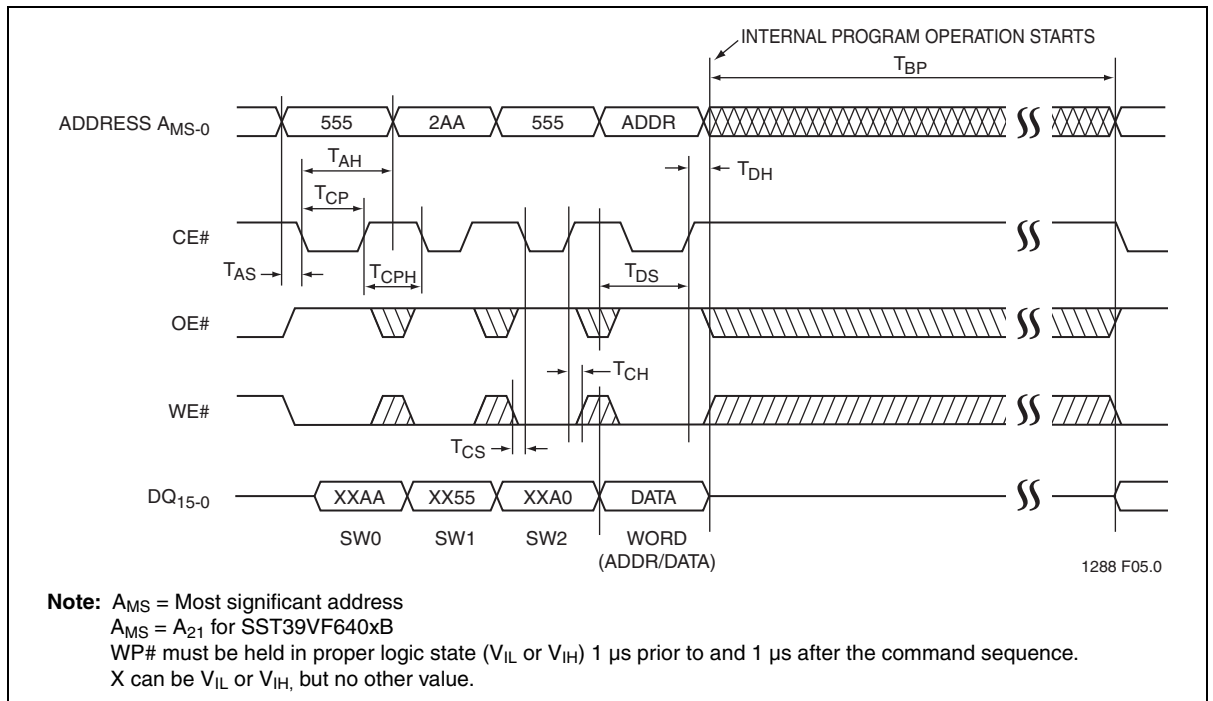 INTERNAL PROGRAM OPERATION STARTS
TBP
ADDRESS AMS-0
555
2AA
555
ADDR
TAH
TDH
TCP
CE#
TAS
TCPH
TDS
OE#
TCH
WE#
TCS
DQ15-0
XXAA
XX55
XXA0
DATA
SW0
SW1
SW2
WORD
(ADDR/DATA)
1288 F05.0
Note: AMS = Most significant address
AMS = A21 for SST39VF640xB
WP# must be held in proper logic state (VIL or VIH) 1 µs prior to and 1 µs after the command sequence.
X can be VIL or VIH, but no other value.